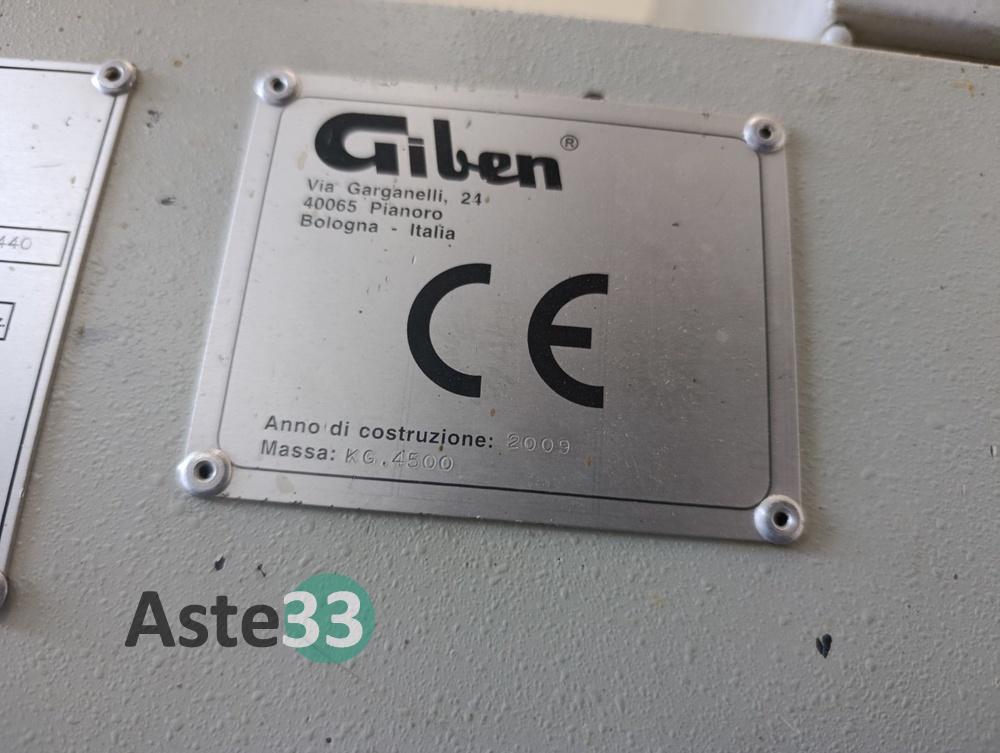 Giben®
Via Garganelli, 24
40065 Pianoro
Bologna - Italia
CE
Anno di costruzione: 2009
Massa: KG.4500
440
Aste33